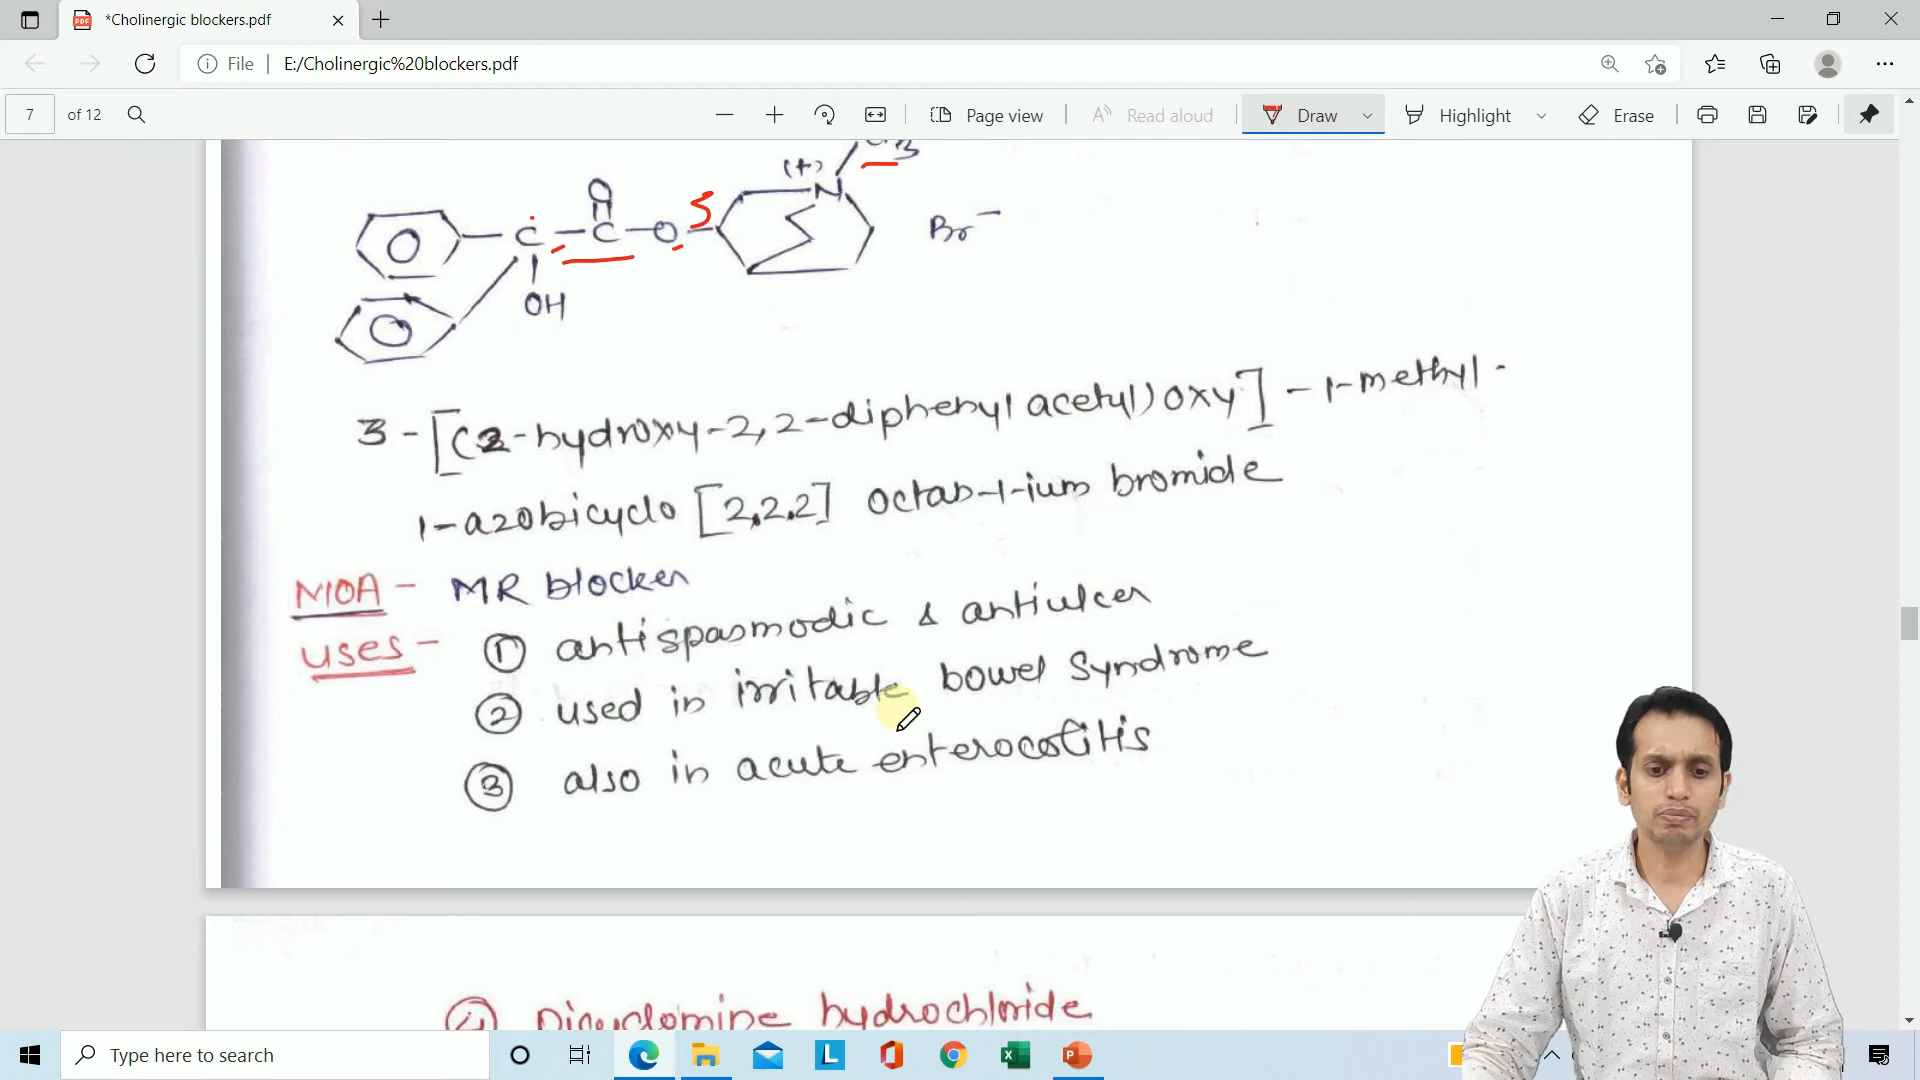 *Cholinergic blockers.pdf
File
E:/Cholinergic%20blockers.pdf
7 of 12
Page view
Read aloud
Draw
Highlight
Erase
(+)
O
C - C - O
N
Br⁻
OH
3 - [(2-hydroxy-2,2-diphenyl acetyl) oxy] - 1-methyl -
1-azobicyclo [2,2,2] octan-1-ium bromide
MOA - MR blocker
uses - ① antispasmodic & antiulcer
② used in irritable bowel syndrome
③ also in acute enterocolitis
④ Dicyclomine hydrochloride
Type here to search